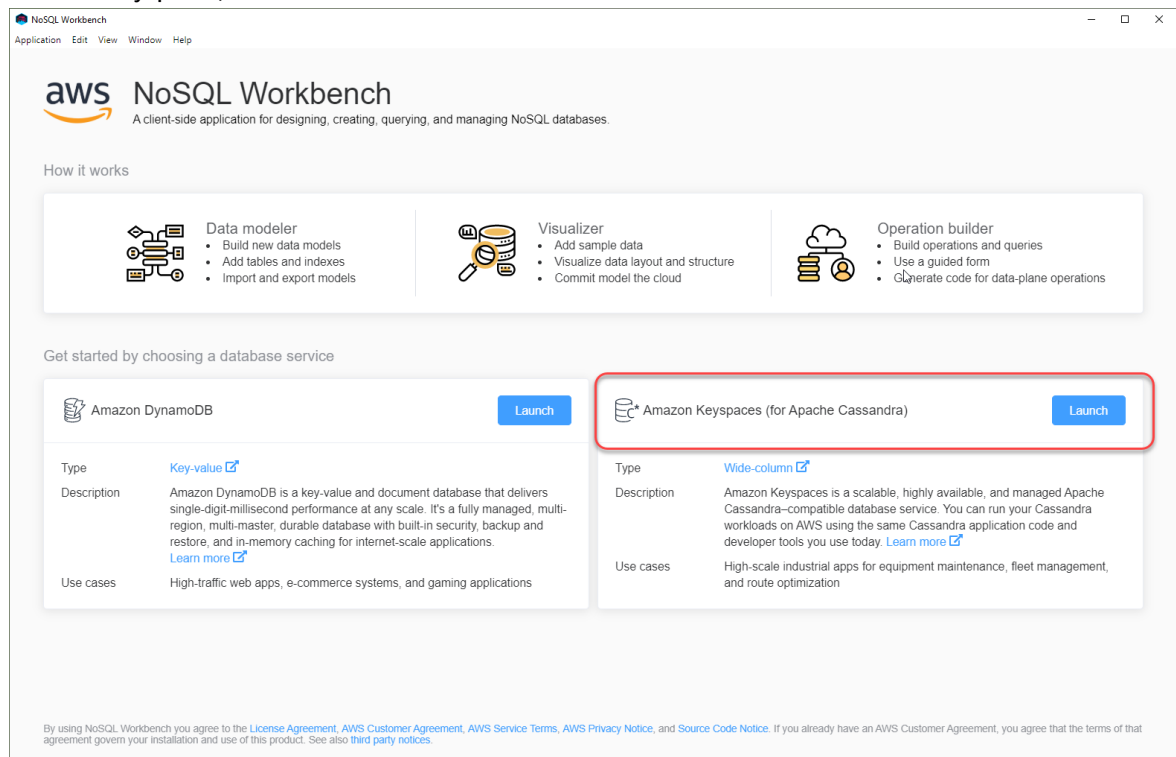 NoSQL Workbench
Application Edit View Window Help
aws
NoSQL Workbench
A client-side application for designing, creating, querying, and managing NoSQL databases.
How it works
Data modeler
• Build new data models
• Add tables and indexes
• Import and export models
Visualizer
• Add sample data
• Visualize data layout and structure
• Commit model the cloud
Operation builder
• Build operations and queries
• Use a guided form
• Generate code for data-plane operations
Get started by choosing a database service
Amazon DynamoDB
Launch
Type Key-value
Description Amazon DynamoDB is a key-value and document database that delivers
single-digit-millisecond performance at any scale. It's a fully managed, multi-
region, multi-master, durable database with built-in security, backup and
restore, and in-memory caching for internet-scale applications.
Learn more
Use cases High-traffic web apps, e-commerce systems, and gaming applications
C* Amazon Keyspaces (for Apache Cassandra)
Launch
Type Wide-column
Description Amazon Keyspaces is a scalable, highly available, and managed Apache
Cassandra–compatible database service. You can run your Cassandra
workloads on AWS using the same Cassandra application code and
developer tools you use today. Learn more
Use cases High-scale industrial apps for equipment maintenance, fleet management,
and route optimization
By using NoSQL Workbench you agree to the License Agreement, AWS Customer Agreement, AWS Service Terms, AWS Privacy Notice, and Source Code Notice. If you already have an AWS Customer Agreement, you agree that the terms of that
agreement govern your installation and use of this product. See also third party notices.